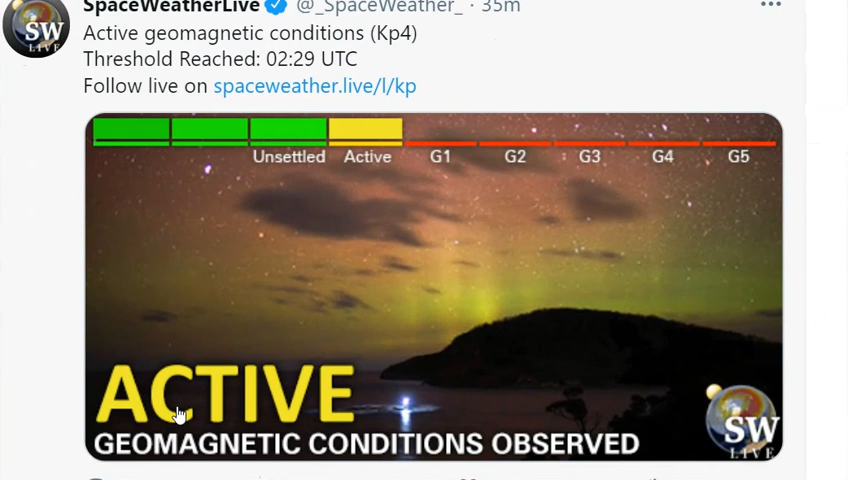 SpaceWeatherLive @_SpaceWeather_ · 35m
Active geomagnetic conditions (Kp4)
Threshold Reached: 02:29 UTC
Follow live on spaceweather.live/l/kp
Unsettled Active G1 G2 G3 G4 G5
ACTIVE
GEOMAGNETIC CONDITIONS OBSERVED
SW
LIVE
SW
LIVE